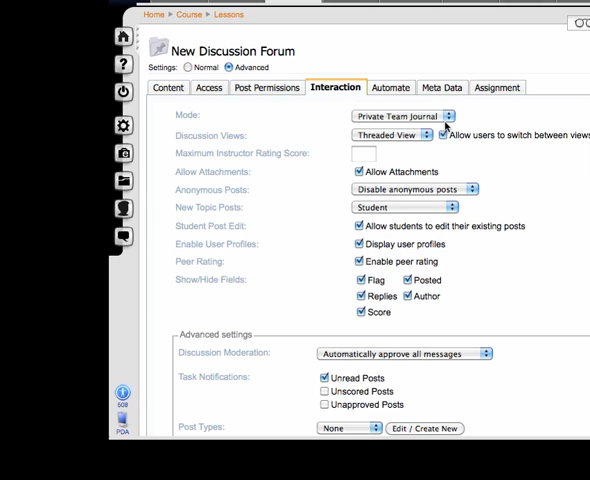 Home ▸ Course ▸ Lessons
New Discussion Forum
Settings: Normal Advanced
Content Access Post Permissions Interaction Automate Meta Data Assignment
Mode: Private Team Journal
Discussion Views: Threaded View Allow users to switch between views
Maximum Instructor Rating Score:
Allow Attachments: Allow Attachments
Anonymous Posts: Disable anonymous posts
New Topic Posts: Student
Student Post Edit: Allow students to edit their existing posts
Enable User Profiles: Display user profiles
Peer Rating: Enable peer rating
Show/Hide Fields: Flag Posted
Replies Author
Score
Advanced settings
Discussion Moderation: Automatically approve all messages
Task Notifications: Unread Posts
Unscored Posts
Unapproved Posts
508
Post Types: None Edit / Create New
PDA